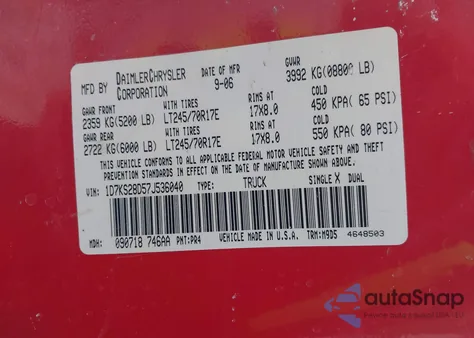 MFD BY DAIMLERCHRYSLER CORPORATION DATE OF MFR 9-06 GVWR 3992 KG(08800 LB)
GAWR FRONT WITH TIRES RIMS AT COLD
2359 KG(5200 LB) LT245/70R17E 17X8.0 450 KPA( 65 PSI)
GAWR REAR WITH TIRES RIMS AT COLD
2722 KG(6000 LB) LT245/70R17E 17X8.0 550 KPA( 80 PSI)
THIS VEHICLE CONFORMS TO ALL APPLICABLE FEDERAL MOTOR VEHICLE SAFETY AND
THEFT PREVENTION STANDARDS IN EFFECT ON THE DATE OF MANUFACTURE SHOWN ABOVE.
VIN: 1D7KS28D57J536040 TYPE: TRUCK SINGLE X DUAL
MDH: 090718 746AA PNT:PR4 VEHICLE MADE IN U.S.A. TRM:M9D5 4648503
autoSnap